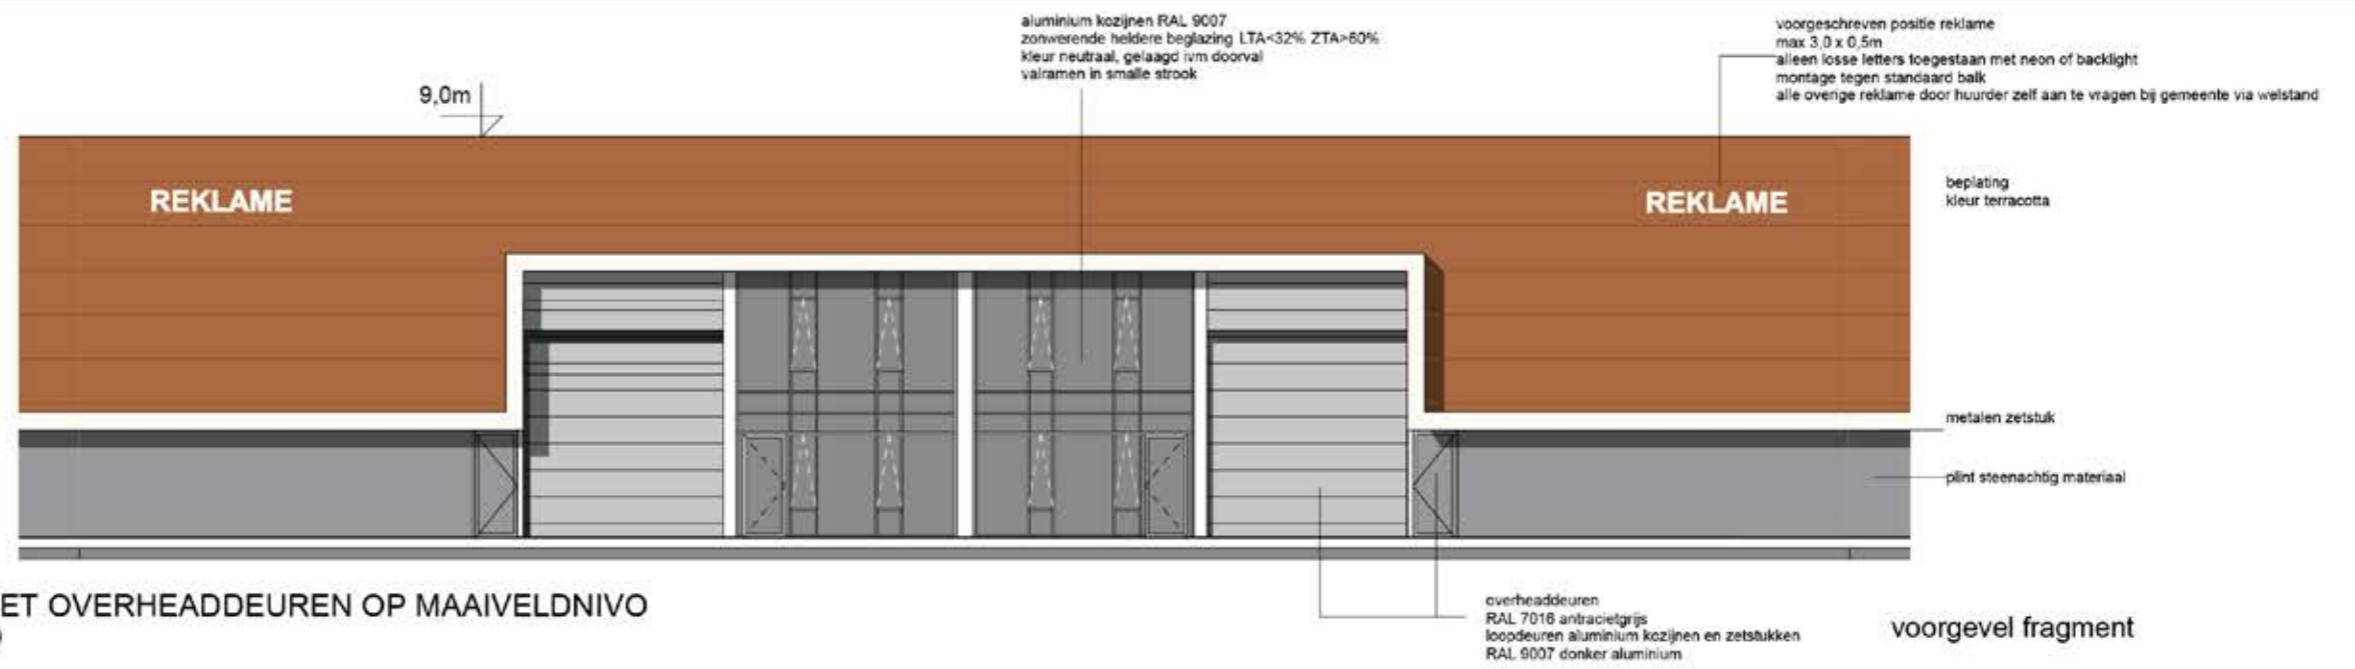 aluminium kozijnen RAL 9007
zonwerende heldere beglazing LTA<32% ZTA>60%
kleur neutraal, gelaagd ivm doorval
valramen in smalle strook
voorgeschreven positie reklame
max 3,0 x 0,5m
alleen losse letters toegestaan met neon of backlight
montage tegen standaard balk
alle overige reklame door huurder zelf aan te vragen bij gemeente via welstand
9,0m
REKLAME
REKLAME
beplating
kleur terracotta
metalen zetstuk
plint steenachtig materiaal
ET OVERHEADDEUREN OP MAAIVELDNIVO
overheaddeuren
RAL 7016 antracietgrijs
loopdeuren aluminium kozijnen en zetstukken
RAL 9007 donker aluminium
voorgevel fragment